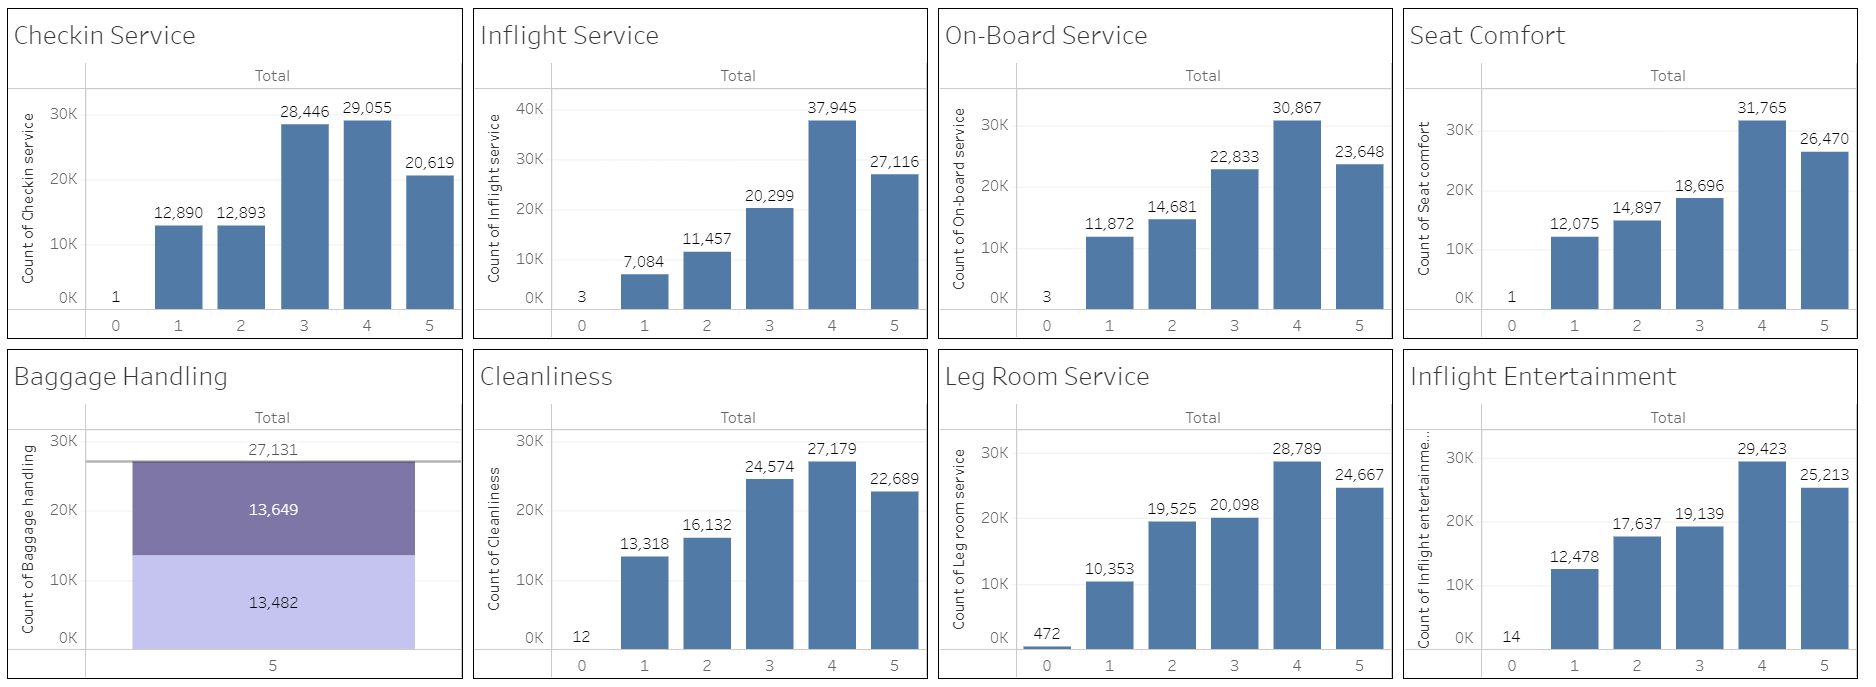 Checkin Service
Total
Count of Checkin service
30K
20K
10K
0K
1
12,890
12,893
28,446
29,055
20,619
0 1 2 3 4 5
Inflight Service
Total
Count of Inflight service
40K
30K
20K
10K
0K
3
7,084
11,457
20,299
37,945
27,116
0 1 2 3 4 5
On-Board Service
Total
Count of On-board service
30K
20K
10K
0K
3
11,872
14,681
22,833
30,867
23,648
0 1 2 3 4 5
Seat Comfort
Total
Count of Seat comfort
30K
20K
10K
0K
1
12,075
14,897
18,696
31,765
26,470
0 1 2 3 4 5
Baggage Handling
Total
Count of Baggage handling
30K
20K
10K
0K
27,131
13,649
13,482
5
Cleanliness
Total
Count of Cleanliness
30K
20K
10K
0K
12
13,318
16,132
24,574
27,179
22,689
0 1 2 3 4 5
Leg Room Service
Total
Count of Leg room service
30K
20K
10K
0K
472
10,353
19,525
20,098
28,789
24,667
0 1 2 3 4 5
Inflight Entertainment
Total
Count of Inflight entertainme...
30K
20K
10K
0K
14
12,478
17,637
19,139
29,423
25,213
0 1 2 3 4 5